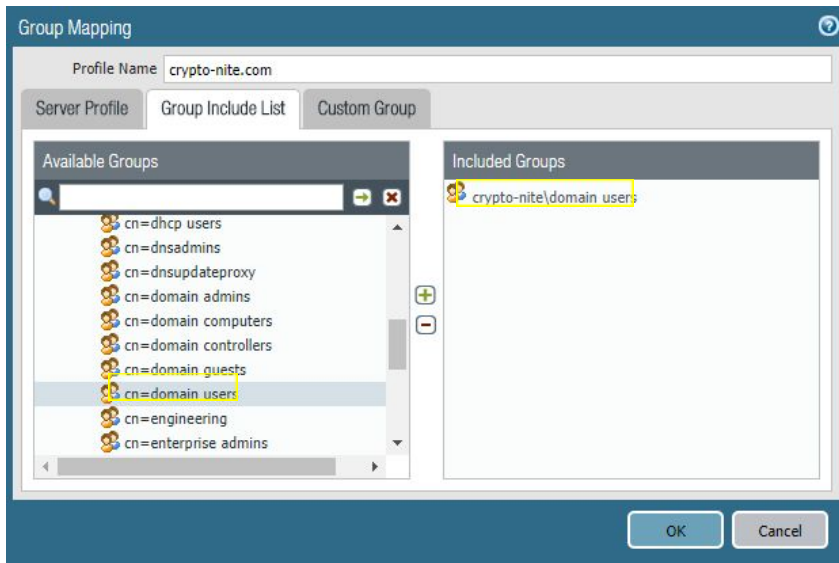 Group Mapping
Profile Name crypto-nite.com
Server Profile Group Include List Custom Group
Available Groups
cn=dhcp users
cn=dnsadmins
cn=dnsupdateproxy
cn=domain admins
cn=domain computers
cn=domain controllers
cn=domain guests
cn=domain users
cn=engineering
cn=enterprise admins
Included Groups
crypto-nite\domain users
OK Cancel